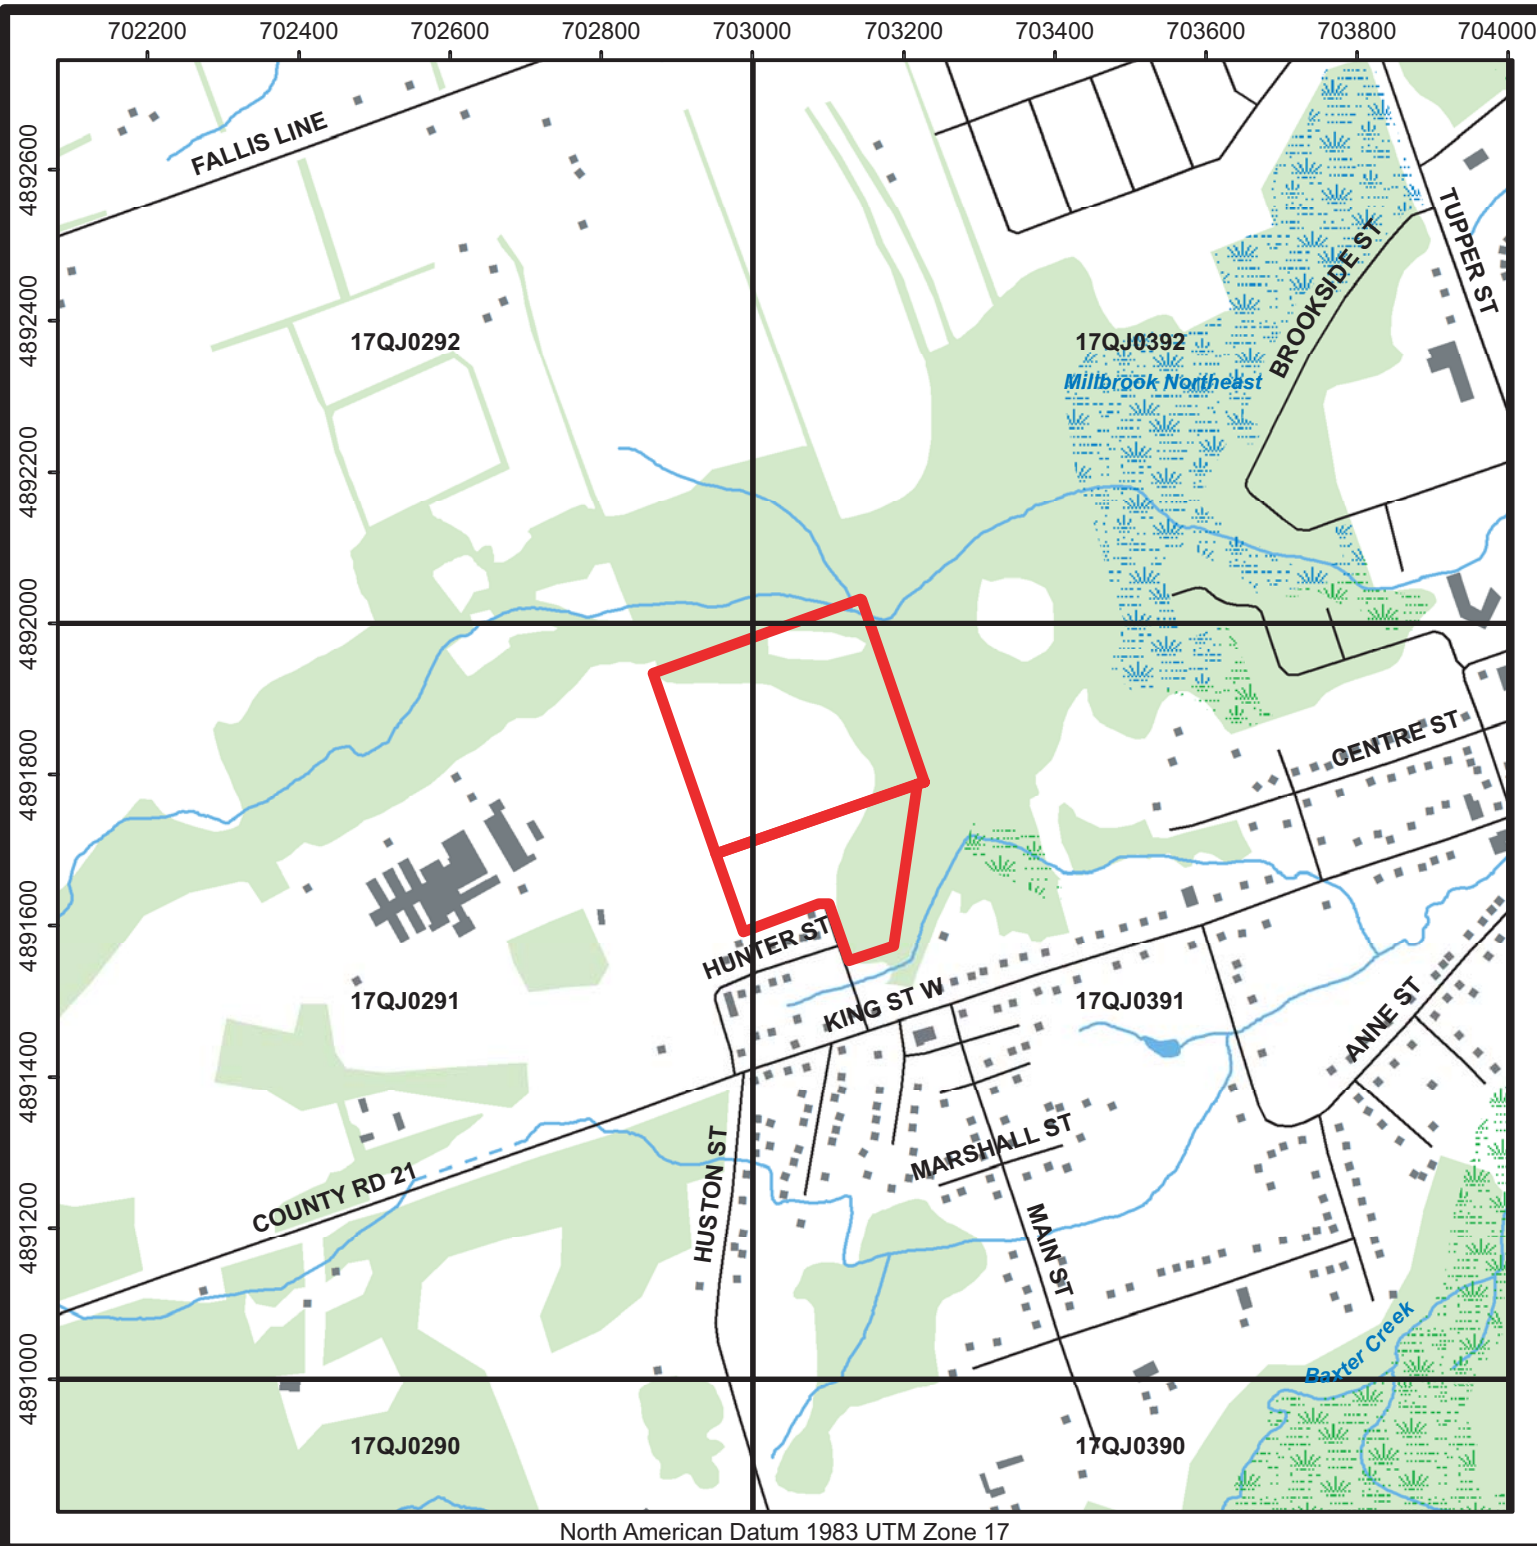 702200 702400 702600 702800 703000 703200 703400 703600 703800 704000
4892600
4892400
4892200
4892000
4891800
4891600
4891400
4891200
4891000
FALLIS LINE
TUPPER ST
BROOKSIDE ST
17QJ0292
17QJ0392
Millbrook Northeast
CENTRE ST
HUNTER ST
KING ST W
17QJ0291
17QJ0391
ANNE ST
MARSHALL ST
HUSTON ST
COUNTY RD 21
MAIN ST
Baxter Creek
17QJ0290
17QJ0390
North American Datum 1983 UTM Zone 17